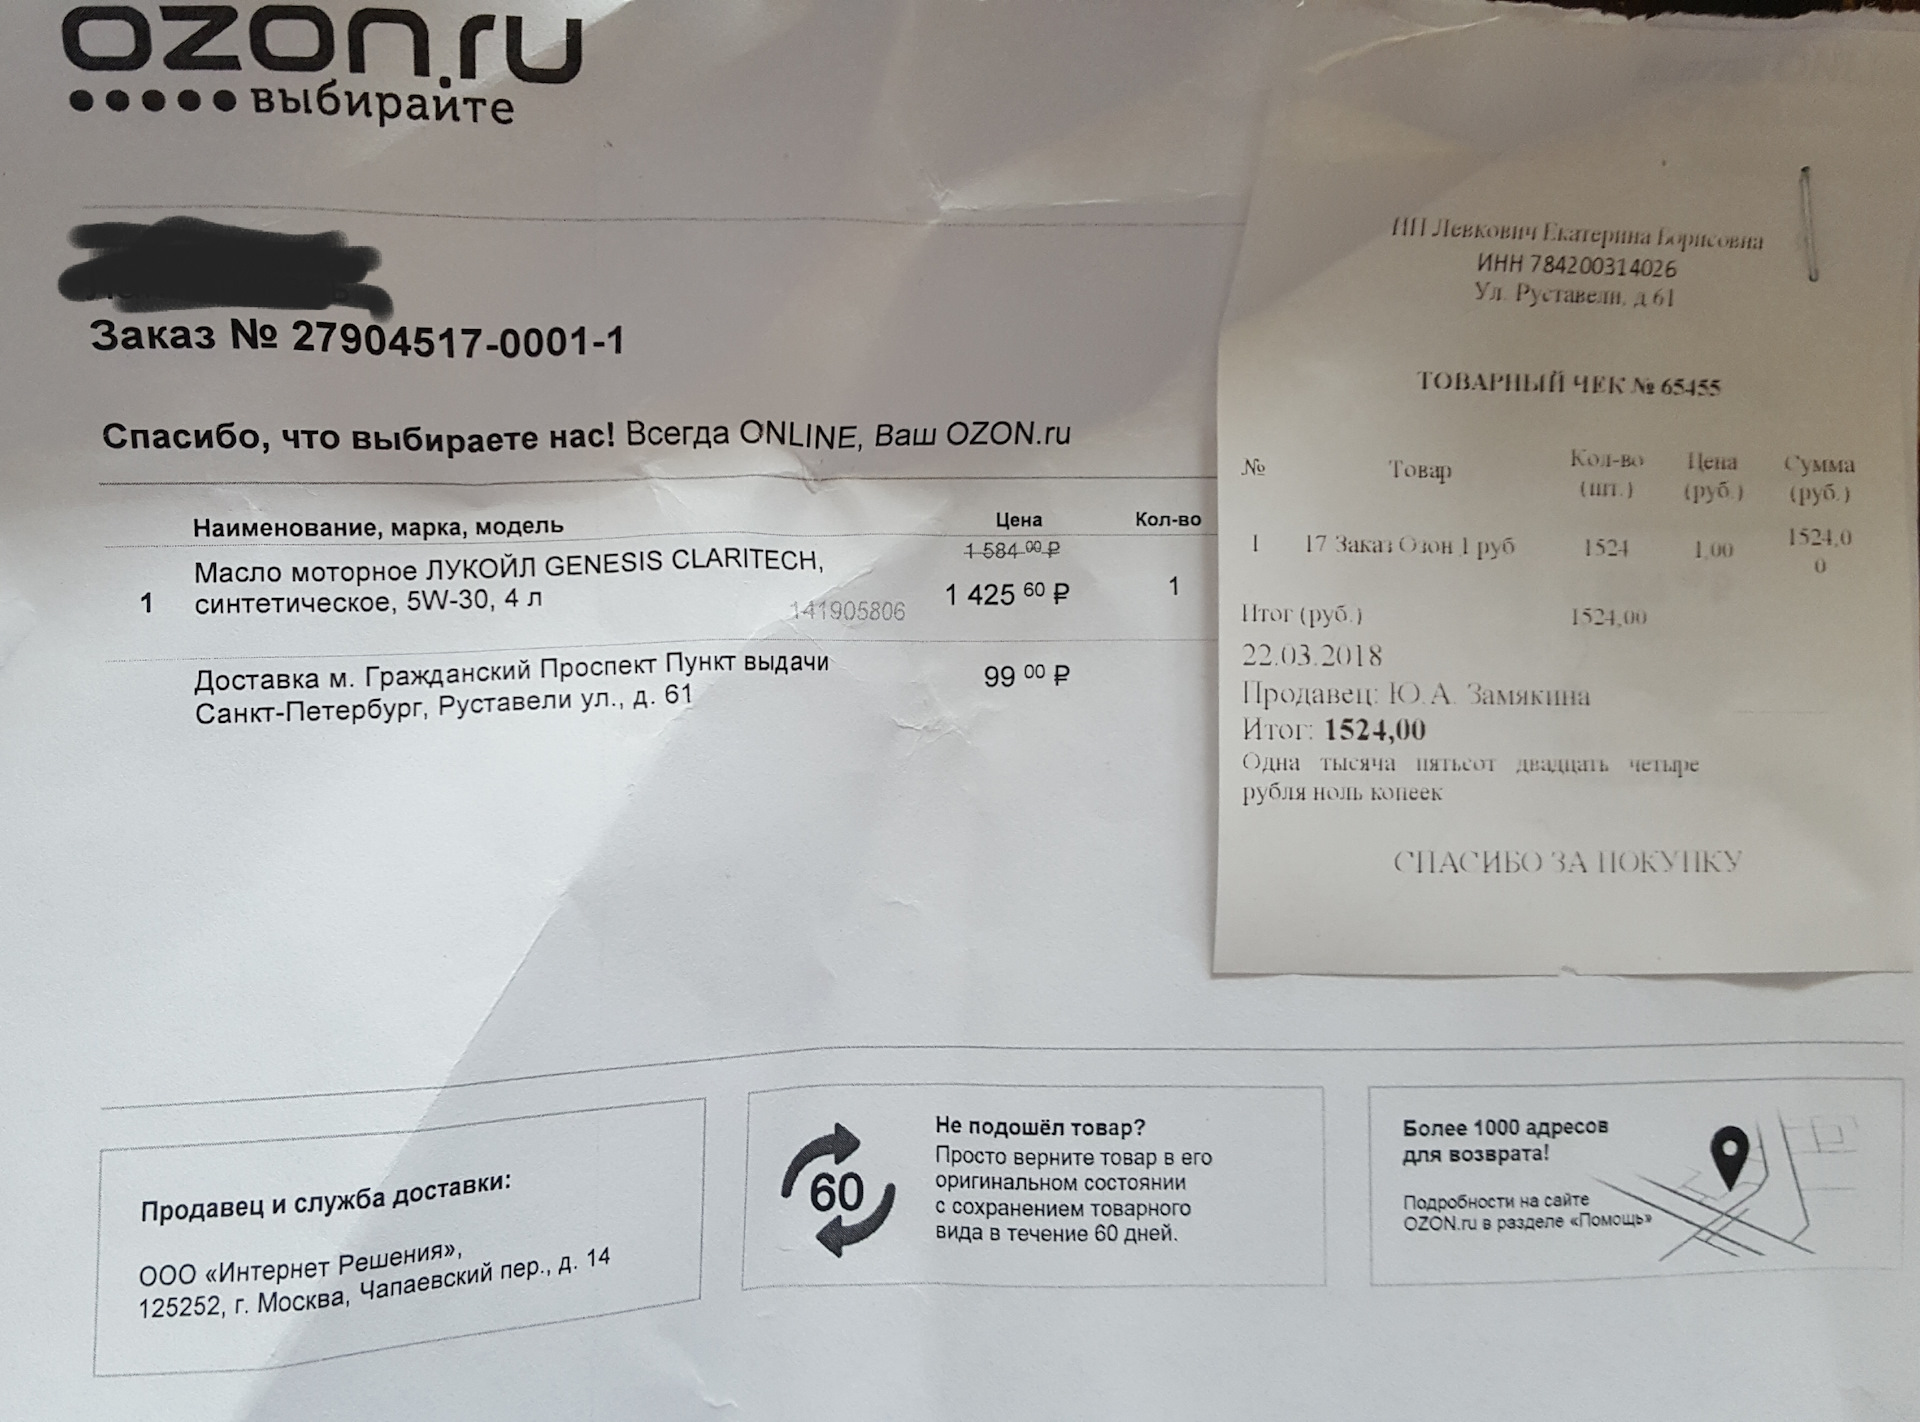 ozon.ru
выбирайте
Заказ № 27904517-0001-1
Спасибо, что выбираете нас! Всегда ONLINE, Ваш OZON.ru
Наименование, марка, модель Цена Кол-во
1 584 00 ₽
Масло моторное ЛУКОЙЛ GENESIS CLARITECH,
1 синтетическое, 5W-30, 4 л 141905806 1 425 60 ₽ 1
Доставка м. Гражданский Проспект Пункт выдачи 99 00 ₽
Санкт-Петербург, Руставели ул., д. 61
ИП Левкович Екатерина Борисовна
ИНН 784200314026
Ул. Руставели, д 61
ТОВАРНЫЙ ЧЕК № 65455
№ Товар Кол-во Цена Сумма
(шт.) (руб.) (руб.)
1 17 Заказ Озон 1 руб 1524 1,00 1524,0
0
Итог (руб.) 1524,00
22.03.2018
Продавец: Ю.А. Замякина
Итог: 1524,00
Одна тысяча пятьсот двадцать четыре
рубля ноль копеек
СПАСИБО ЗА ПОКУПКУ
Продавец и служба доставки:
ООО «Интернет Решения»,
125252, г. Москва, Чапаевский пер., д. 14
60
Не подошёл товар?
Просто верните товар в его
оригинальном состоянии
с сохранением товарного
вида в течение 60 дней.
Более 1000 адресов
для возврата!
Подробности на сайте
OZON.ru в разделе «Помощь»